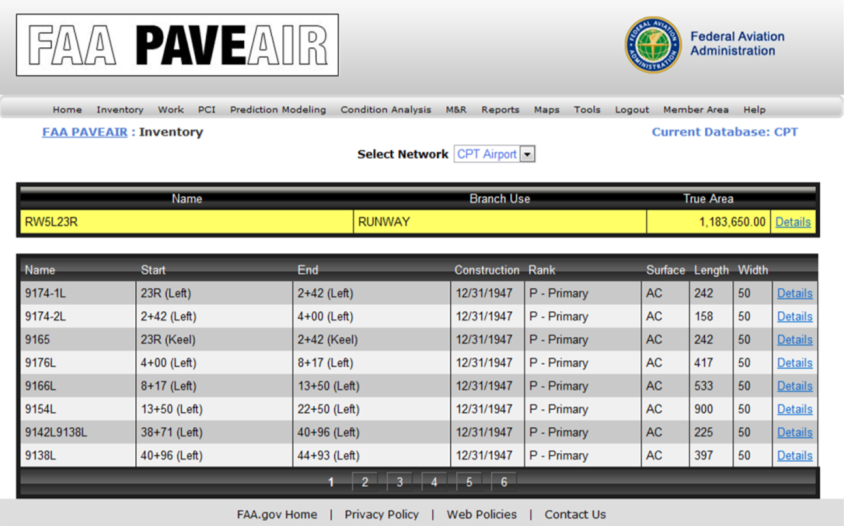 FAA PAVEAIR
Federal Aviation
Administration
Home Inventory Work PCI Prediction Modeling Condition Analysis M&R Reports Maps Tools Logout Member Area Help
FAA PAVEAIR : Inventory Current Database: CPT
Select Network CPT Airport
Name Branch Use True Area
RW5L23R RUNWAY 1,183,650.00 Details
Name Start End Construction Rank Surface Length Width
9174-1L 23R (Left) 2+42 (Left) 12/31/1947 P - Primary AC 242 50 Details
9174-2L 2+42 (Left) 4+00 (Left) 12/31/1947 P - Primary AC 158 50 Details
9165 23R (Keel) 2+42 (Keel) 12/31/1947 P - Primary AC 242 50 Details
9176L 4+00 (Left) 8+17 (Left) 12/31/1947 P - Primary AC 417 50 Details
9166L 8+17 (Left) 13+50 (Left) 12/31/1947 P - Primary AC 533 50 Details
9154L 13+50 (Left) 22+50 (Left) 12/31/1947 P - Primary AC 900 50 Details
9142L9138L 38+71 (Left) 40+96 (Left) 12/31/1947 P - Primary AC 225 50 Details
9138L 40+96 (Left) 44+93 (Left) 12/31/1947 P - Primary AC 397 50 Details
1 2 3 4 5 6
FAA.gov Home | Privacy Policy | Web Policies | Contact Us